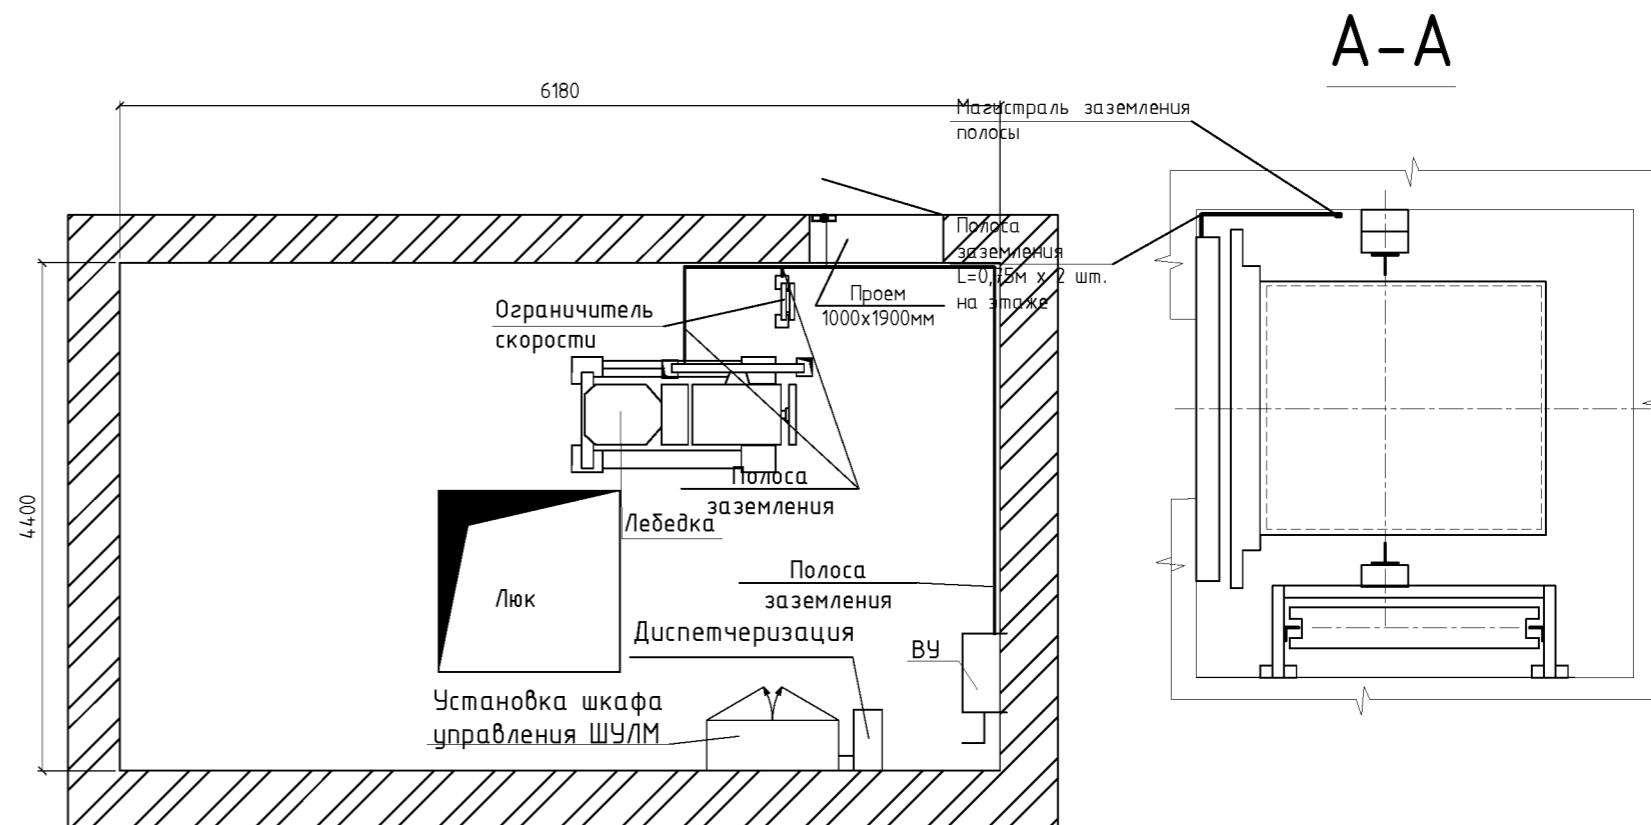 А-А
6180
Магистраль заземления
полосы
Полоса
заземления
L=0,75м х 2 шт.
на этаже
Проем
1000х1900мм
Ограничитель
скорости
Полоса
заземления
Лебедка
4400
Люк
Полоса
заземления
Диспетчеризация
ВУ
Установка шкафа
управления ШУЛМ